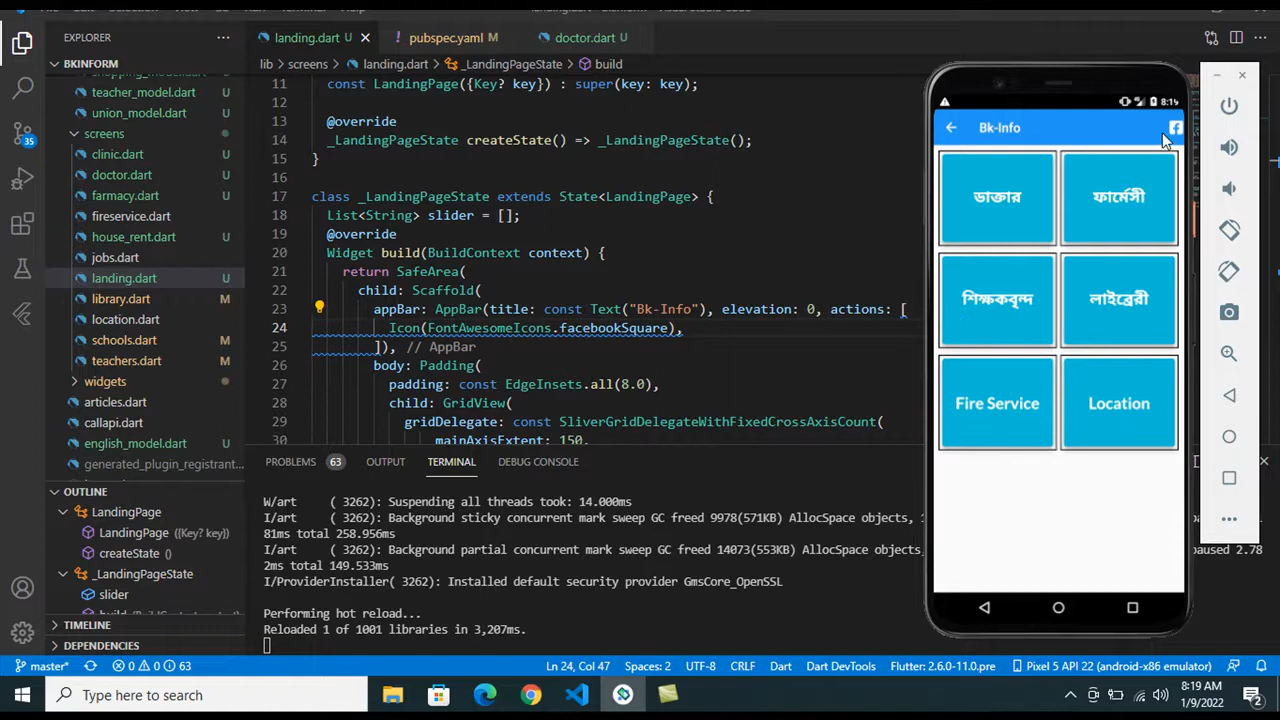 EXPLORER
landing.dart U
pubspec.yaml M
doctor.dart U
BKINFORM
lib > screens > landing.dart > _LandingPageState > build
teacher_model.dart U
union_model.dart U
screens
clinic.dart U
doctor.dart U
farmacy.dart U
fireservice.dart
house_rent.dart U
jobs.dart
landing.dart U
library.dart M
location.dart
schools.dart M
teachers.dart M
widgets
articles.dart
callapi.dart
english_model.dart U
generated_plugin_registrant...
OUTLINE
LandingPage
LandingPage ({Key? key})
createState ()
_LandingPageState
slider
TIMELINE
DEPENDENCIES
11 const LandingPage({Key? key}) : super(key: key);
12
13 @override
14 _LandingPageState createState() => _LandingPageState();
15 }
16
17 class _LandingPageState extends State<LandingPage> {
18 List<String> slider = [];
19 @override
20 Widget build(BuildContext context) {
21 return SafeArea(
22 child: Scaffold(
23 appBar: AppBar(title: const Text("Bk-Info"), elevation: 0, actions: [
24 Icon(FontAwesomeIcons.facebookSquare),
25 ]), // AppBar
26 body: Padding(
27 padding: const EdgeInsets.all(8.0),
28 child: GridView(
29 gridDelegate: const SliverGridDelegateWithFixedCrossAxisCount(
30 mainAxisExtent: 150,
PROBLEMS 63 OUTPUT TERMINAL DEBUG CONSOLE
W/art ( 3262): Suspending all threads took: 14.000ms
I/art ( 3262): Background sticky concurrent mark sweep GC freed 9978(571KB) AllocSpace objects, 1
81ms total 258.956ms
I/art ( 3262): Background partial concurrent mark sweep GC freed 14073(553KB) AllocSpace objects,
paused 2.78
2ms total 149.533ms
I/ProviderInstaller( 3262): Installed default security provider GmsCore_OpenSSL
Performing hot reload...
Reloaded 1 of 1001 libraries in 3,207ms.
8:19
Bk-Info
ডাক্তার ফার্মেসী
শিক্ষকবৃন্দ লাইব্রেরী
Fire Service Location
35
master* 0 0 63 Ln 24, Col 47 Spaces: 2 UTF-8 CRLF Dart Dart DevTools Flutter: 2.6.0-11.0.pre Pixel 5 API 22 (android-x86 emulator)
Type here to search
8:19 AM
1/9/2022
2